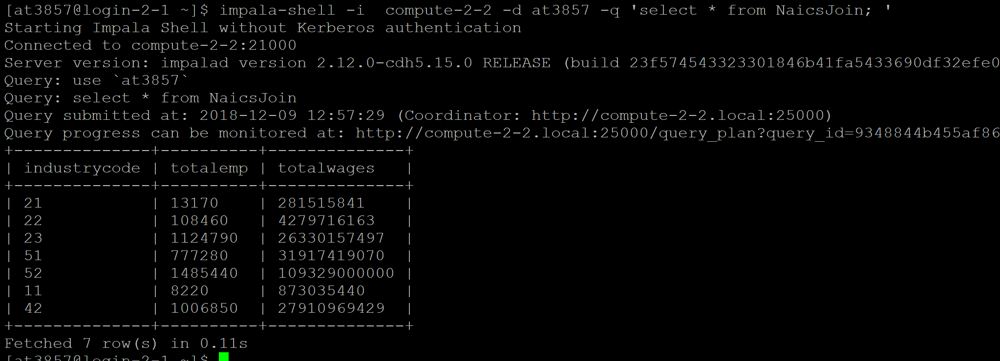 [at3857@login-2-1 ~]$ impala-shell -i  compute-2-2 -d at3857 -q 'select * from NaicsJoin; '
Starting Impala Shell without Kerberos authentication
Connected to compute-2-2:21000
Server version: impalad version 2.12.0-cdh5.15.0 RELEASE (build 23f574543323301846b41fa5433690df32efe0
Query: use `at3857`
Query: select * from NaicsJoin
Query submitted at: 2018-12-09 12:57:29 (Coordinator: http://compute-2-2.local:25000)
Query progress can be monitored at: http://compute-2-2.local:25000/query_plan?query_id=9348844b455af86
+--------------+----------+--------------+
| industrycode | totalemp | totalwages   |
+--------------+----------+--------------+
| 21           | 13170    | 281515841    |
| 22           | 108460   | 4279716163   |
| 23           | 1124790  | 26330157497  |
| 51           | 777280   | 31917419070  |
| 52           | 1485440  | 109329000000 |
| 11           | 8220     | 873035440    |
| 42           | 1006850  | 27910969429  |
+--------------+----------+--------------+
Fetched 7 row(s) in 0.11s
[at3857@login-2-1 ~]$